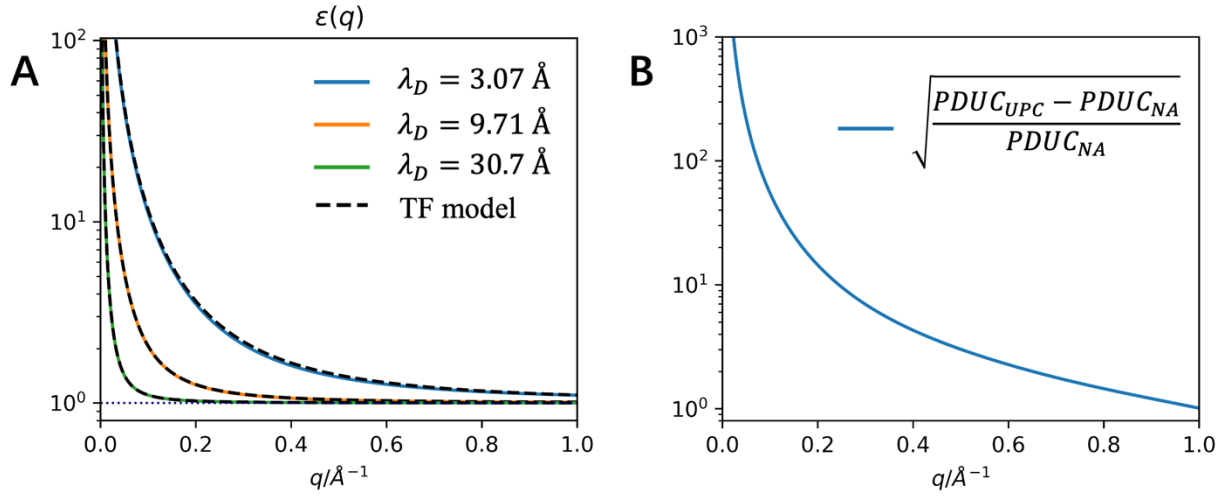 A
ε(q)
10²
10¹
10⁰
λ_D = 3.07 Å
λ_D = 9.71 Å
λ_D = 30.7 Å
TF model
0.0 0.2 0.4 0.6 0.8 1.0
q/Å⁻¹
B
10³
10²
10¹
10⁰
√((PDUC_UPC − PDUC_NA) / PDUC_NA)
0.0 0.2 0.4 0.6 0.8 1.0
q/Å⁻¹